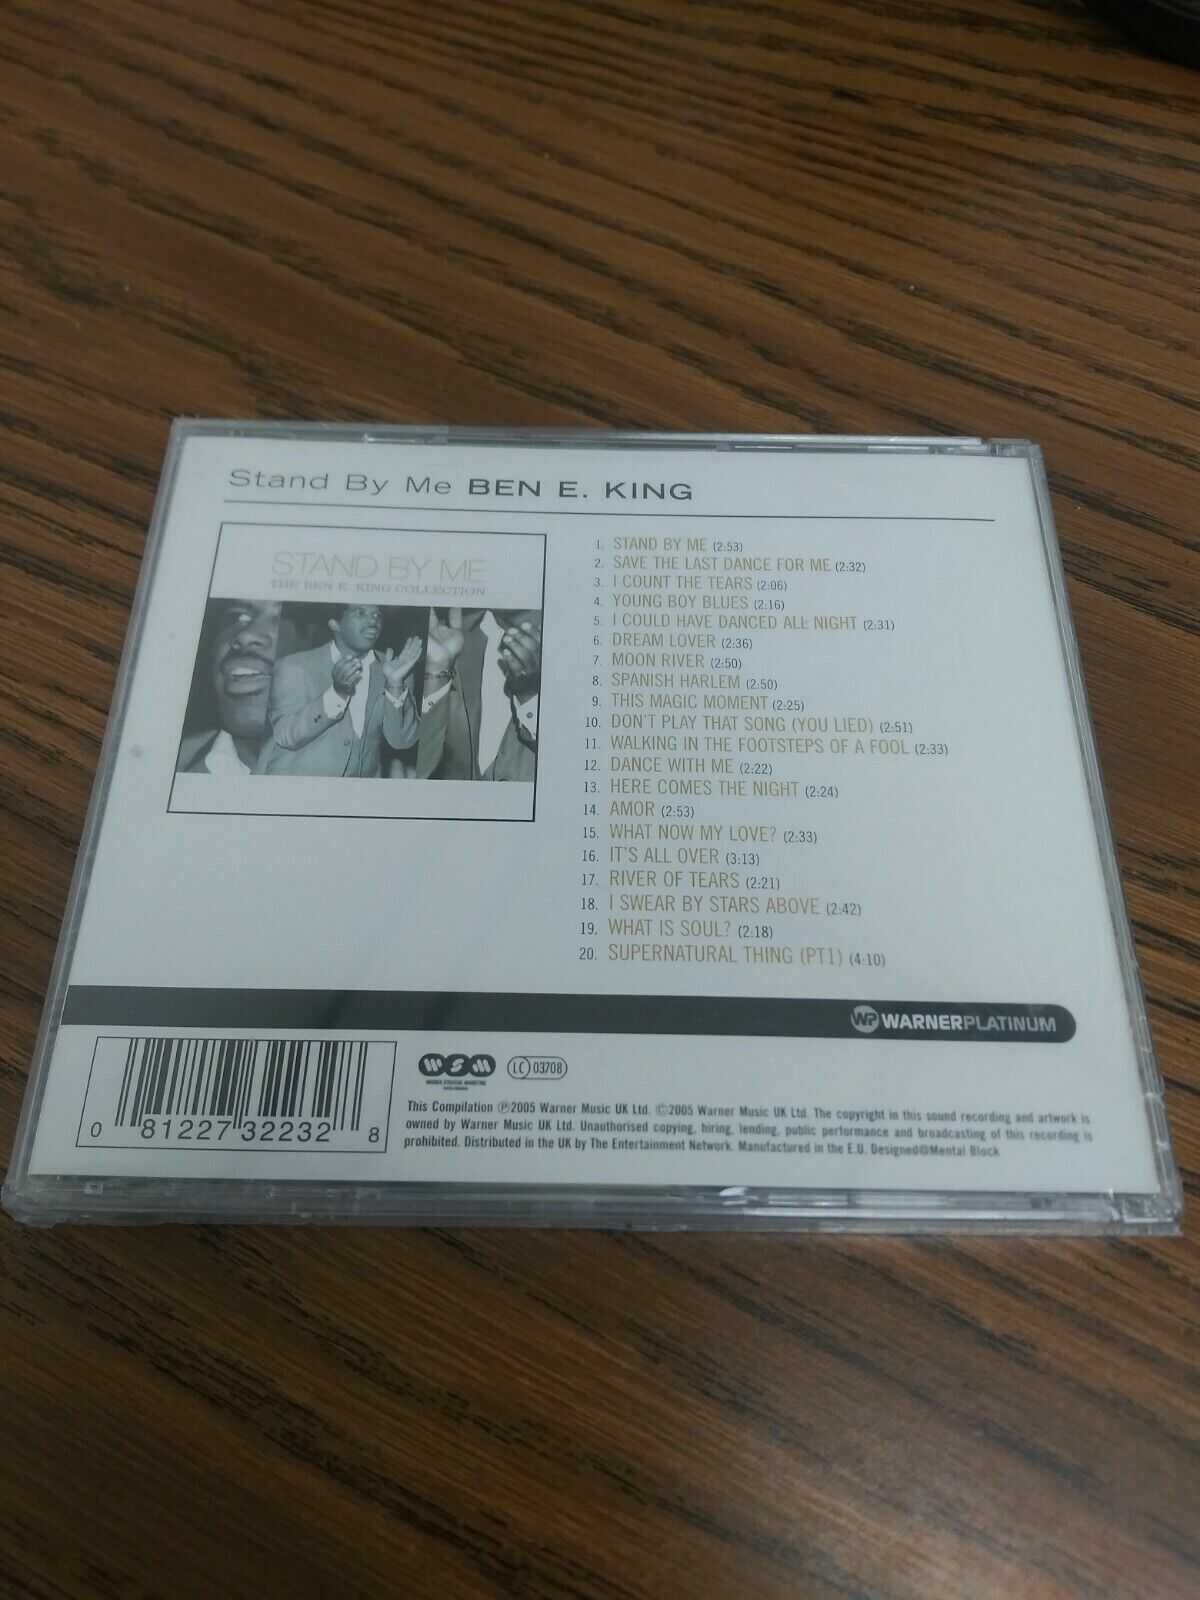 Stand By Me BEN E. KING
STAND BY ME
THE BEN E. KING COLLECTION
1. STAND BY ME (2:53)
2. SAVE THE LAST DANCE FOR ME (2:32)
3. I COUNT THE TEARS (2:06)
4. YOUNG BOY BLUES (2:16)
5. I COULD HAVE DANCED ALL NIGHT (2:31)
6. DREAM LOVER (2:36)
7. MOON RIVER (2:50)
8. SPANISH HARLEM (2:50)
9. THIS MAGIC MOMENT (2:25)
10. DON'T PLAY THAT SONG (YOU LIED) (2:51)
11. WALKING IN THE FOOTSTEPS OF A FOOL (2:33)
12. DANCE WITH ME (2:22)
13. HERE COMES THE NIGHT (2:24)
14. AMOR (2:53)
15. WHAT NOW MY LOVE? (2:33)
16. IT'S ALL OVER (3:13)
17. RIVER OF TEARS (2:21)
18. I SWEAR BY STARS ABOVE (2:42)
19. WHAT IS SOUL? (2:18)
20. SUPERNATURAL THING (PT1) (4:10)
WP WARNERPLATINUM
0 81227 32232 8
WSM
WARNER STRATEGIC MARKETING
LC 03708
This Compilation ℗2005 Warner Music UK Ltd. ©2005 Warner Music UK Ltd. The copyright in this sound recording and artwork is
owned by Warner Music UK Ltd. Unauthorised copying, hiring, lending, public performance and broadcasting of this recording is
prohibited. Distributed in the UK by The Entertainment Network. Manufactured in the E.U. Designed@Mental Block